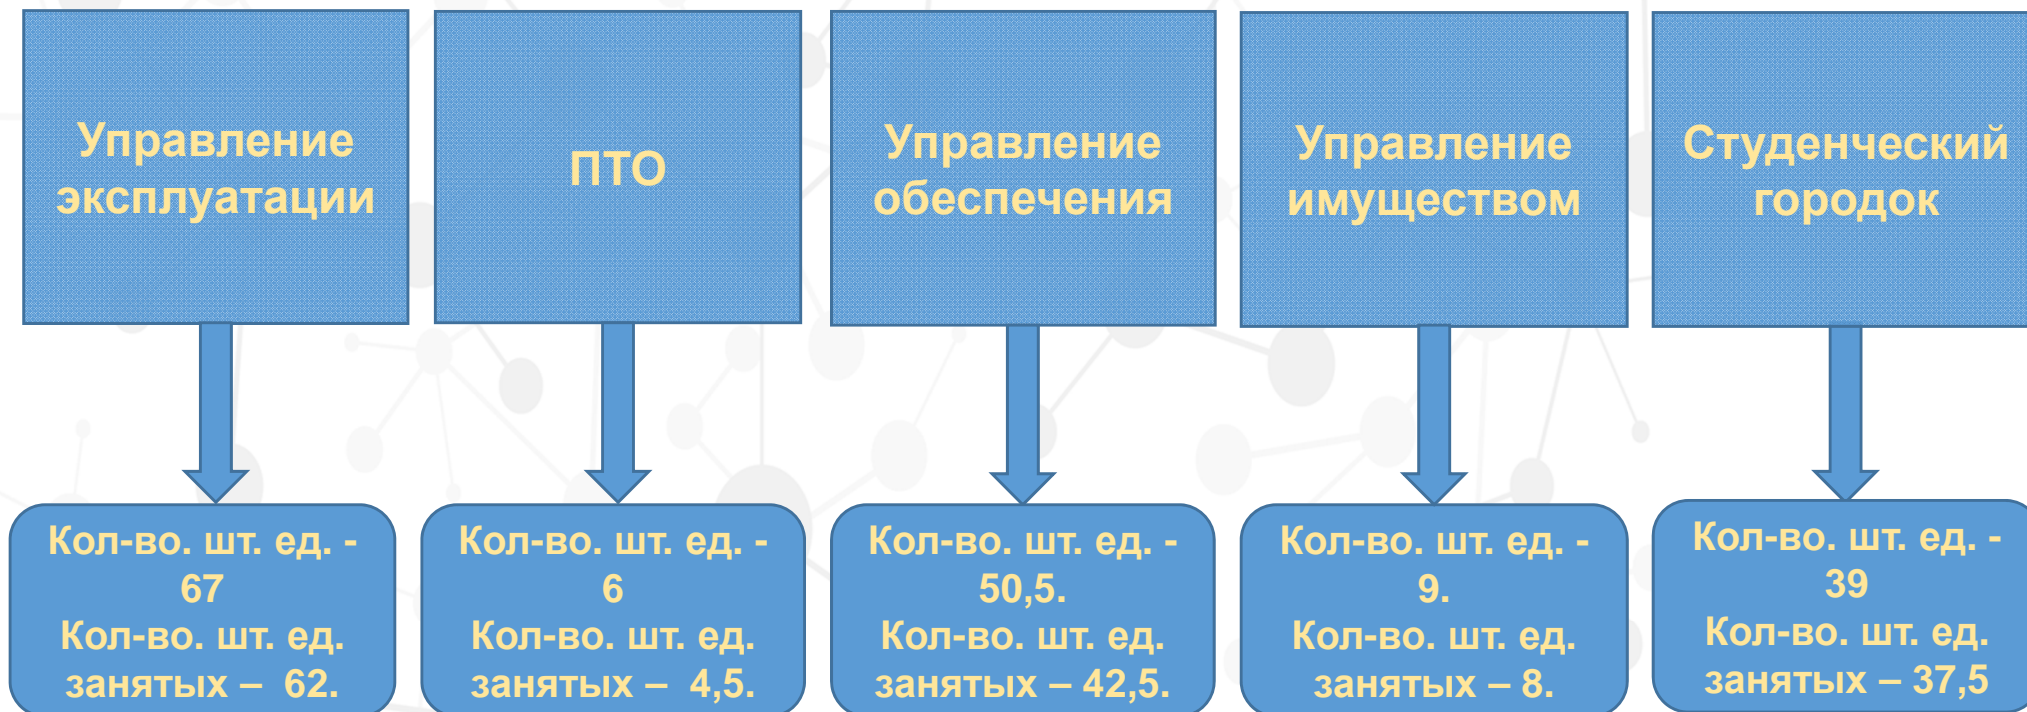 Управление
эксплуатации
ПТО
Управление
обеспечения
Управление
имуществом
Студенческий
городок
Кол-во. шт. ед. -
67
Кол-во. шт. ед.
занятых – 62.
Кол-во. шт. ед. -
6
Кол-во. шт. ед.
занятых – 4,5.
Кол-во. шт. ед. -
50,5.
Кол-во. шт. ед.
занятых – 42,5.
Кол-во. шт. ед. -
9.
Кол-во. шт. ед.
занятых – 8.
Кол-во. шт. ед. -
39
Кол-во. шт. ед.
занятых – 37,5